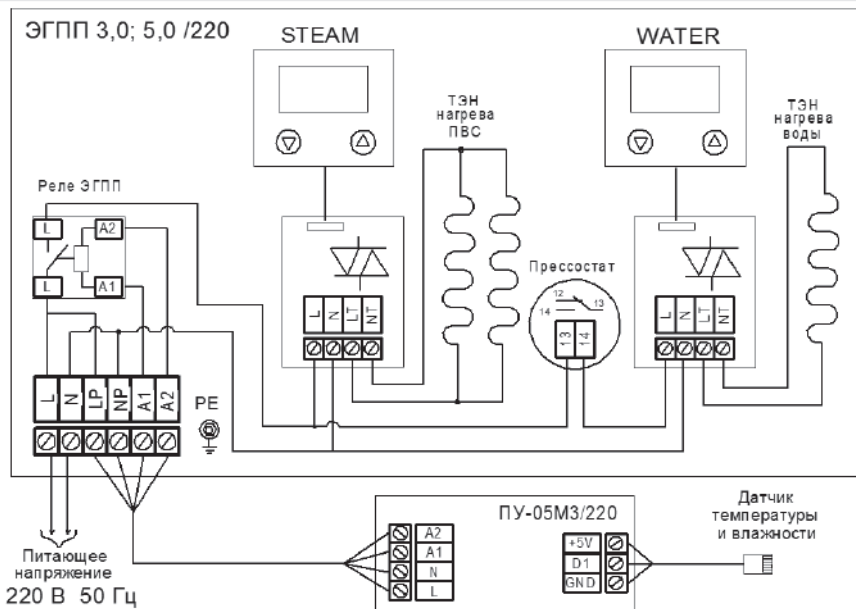 ЭГПП 3,0; 5,0 /220
STEAM
WATER
ТЭН
нагрева
ПВС
ТЭН
нагрева
воды
Реле ЭГПП
L
A2
L
A1
Прессостат
12
13
14
L
N
LT
NT
13
14
L
N
LT
NT
L
N
LP
NP
A1
A2
PE
Питающее
напряжение
220 В 50 Гц
ПУ-05М3/220
A2
A1
N
L
+5V
D1
GND
Датчик
температуры
и влажности